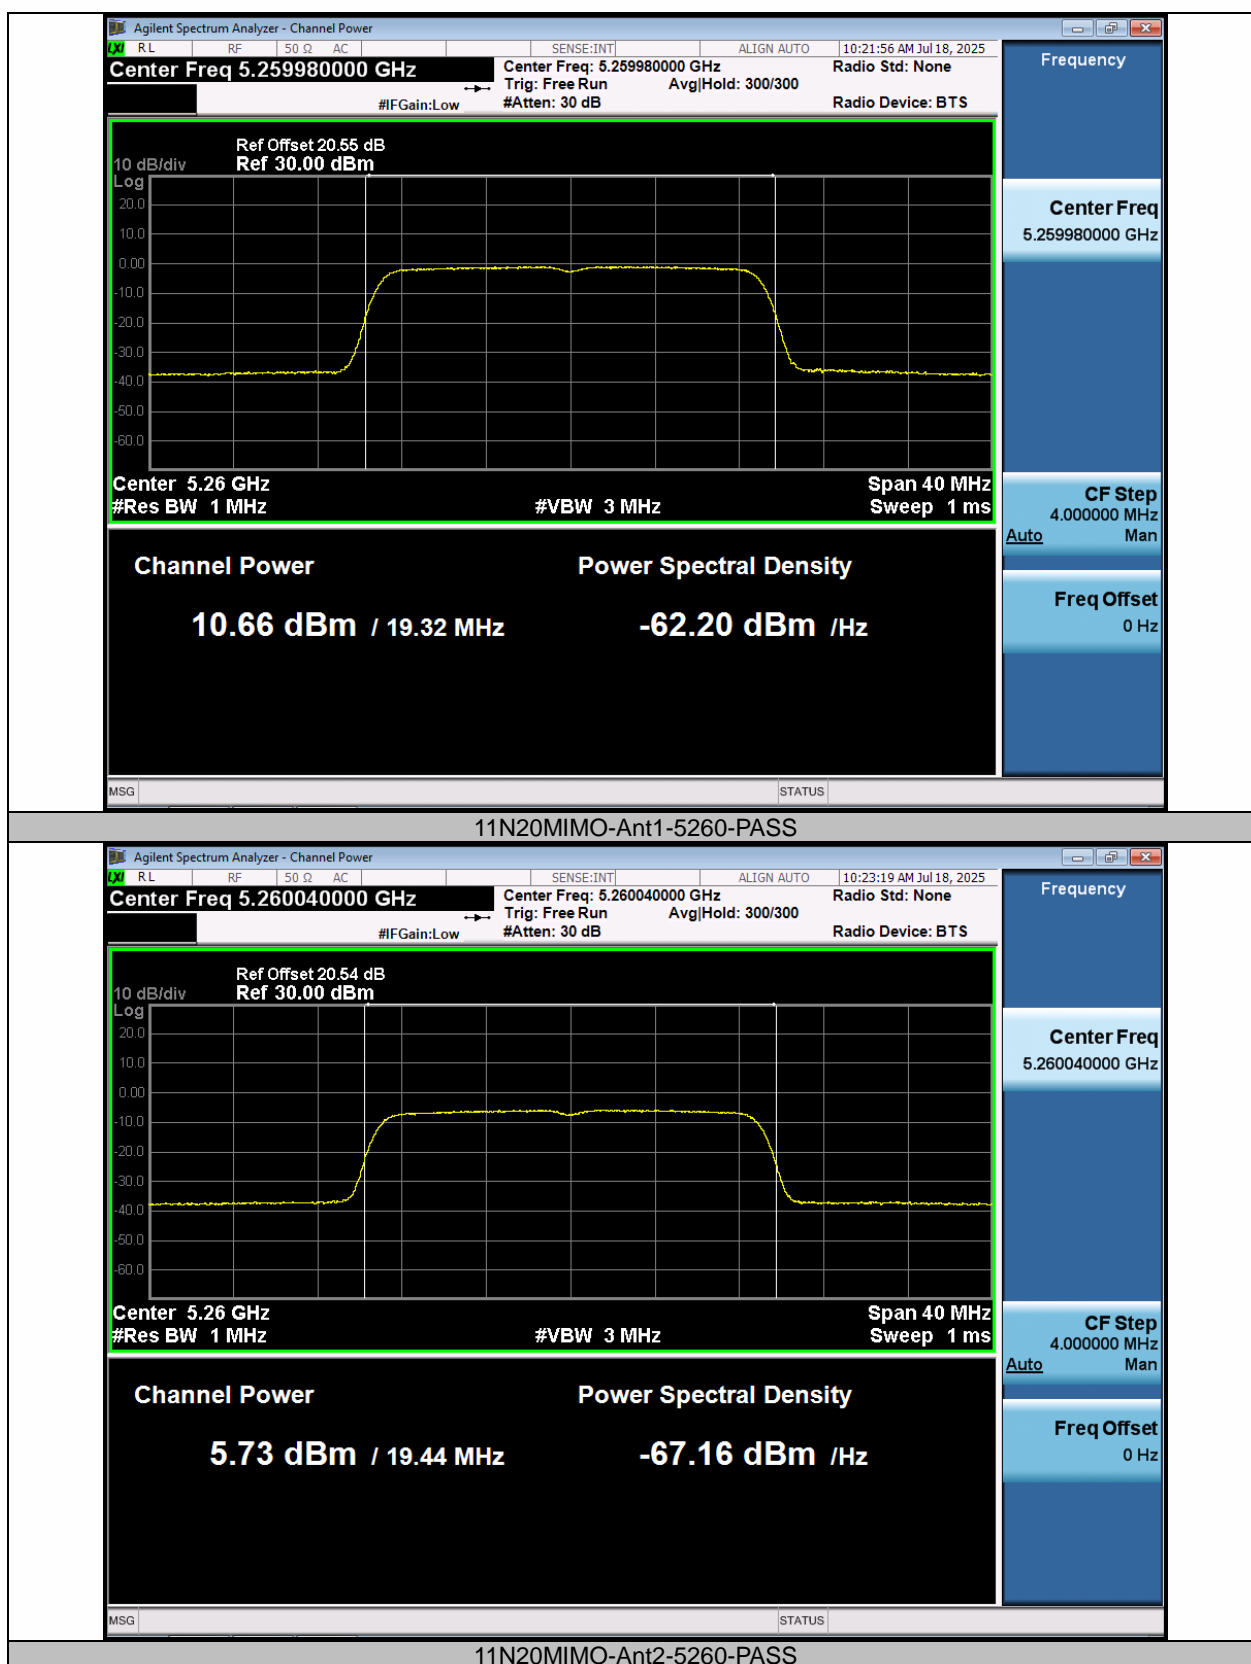 Agilent Spectrum Analyzer - Channel Power
LXI RL RF 50 Ω AC SENSE:INT ALIGN AUTO 10:21:56 AM Jul 18, 2025
Center Freq 5.259980000 GHz Center Freq: 5.259980000 GHz Radio Std: None
Trig: Free Run Avg|Hold: 300/300
#IFGain:Low #Atten: 30 dB Radio Device: BTS
Frequency
Ref Offset 20.55 dB
10 dB/div Ref 30.00 dBm
Log
20.0
10.0
0.00
-10.0
-20.0
-30.0
-40.0
-50.0
-60.0
Center 5.26 GHz Span 40 MHz
#Res BW 1 MHz #VBW 3 MHz Sweep 1 ms
Center Freq
5.259980000 GHz
CF Step
4.000000 MHz
Auto Man
Freq Offset
0 Hz
Channel Power Power Spectral Density
10.66 dBm / 19.32 MHz -62.20 dBm /Hz
MSG STATUS
11N20MIMO-Ant1-5260-PASS
Agilent Spectrum Analyzer - Channel Power
LXI RL RF 50 Ω AC SENSE:INT ALIGN AUTO 10:23:19 AM Jul 18, 2025
Center Freq 5.260040000 GHz Center Freq: 5.260040000 GHz Radio Std: None
Trig: Free Run Avg|Hold: 300/300
#IFGain:Low #Atten: 30 dB Radio Device: BTS
Frequency
Ref Offset 20.54 dB
10 dB/div Ref 30.00 dBm
Log
20.0
10.0
0.00
-10.0
-20.0
-30.0
-40.0
-50.0
-60.0
Center 5.26 GHz Span 40 MHz
#Res BW 1 MHz #VBW 3 MHz Sweep 1 ms
Center Freq
5.260040000 GHz
CF Step
4.000000 MHz
Auto Man
Freq Offset
0 Hz
Channel Power Power Spectral Density
5.73 dBm / 19.44 MHz -67.16 dBm /Hz
MSG STATUS
11N20MIMO-Ant2-5260-PASS